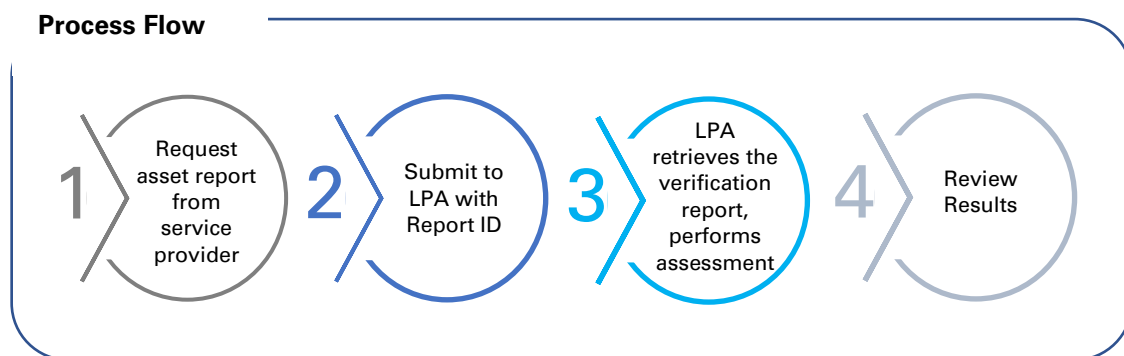 Process Flow
1
Request
asset report
from
service
provider
2
Submit to
LPA with
Report ID
3
LPA
retrieves the
verification
report,
performs
assessment
4
Review
Results